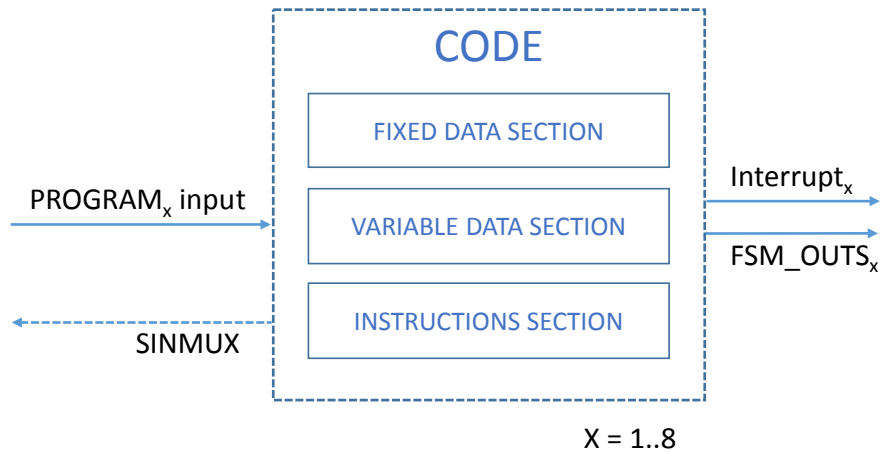 CODE
FIXED DATA SECTION
PROGRAMₓ input
VARIABLE DATA SECTION
Interruptₓ
FSM_OUTSₓ
INSTRUCTIONS SECTION
SINMUX
X = 1..8